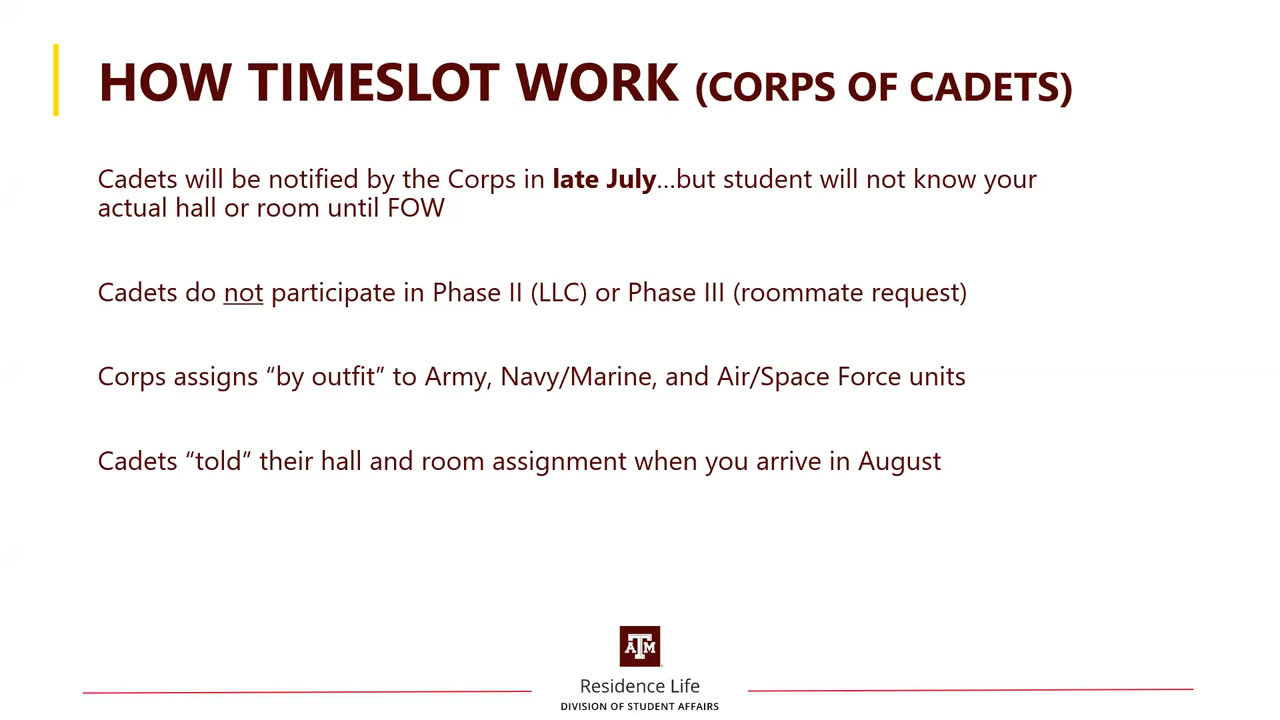 HOW TIMESLOT WORK (CORPS OF CADETS)
Cadets will be notified by the Corps in late July...but student will not know your
actual hall or room until FOW
Cadets do not participate in Phase II (LLC) or Phase III (roommate request)
Corps assigns “by outfit” to Army, Navy/Marine, and Air/Space Force units
Cadets “told” their hall and room assignment when you arrive in August
ATM
Residence Life
DIVISION OF STUDENT AFFAIRS